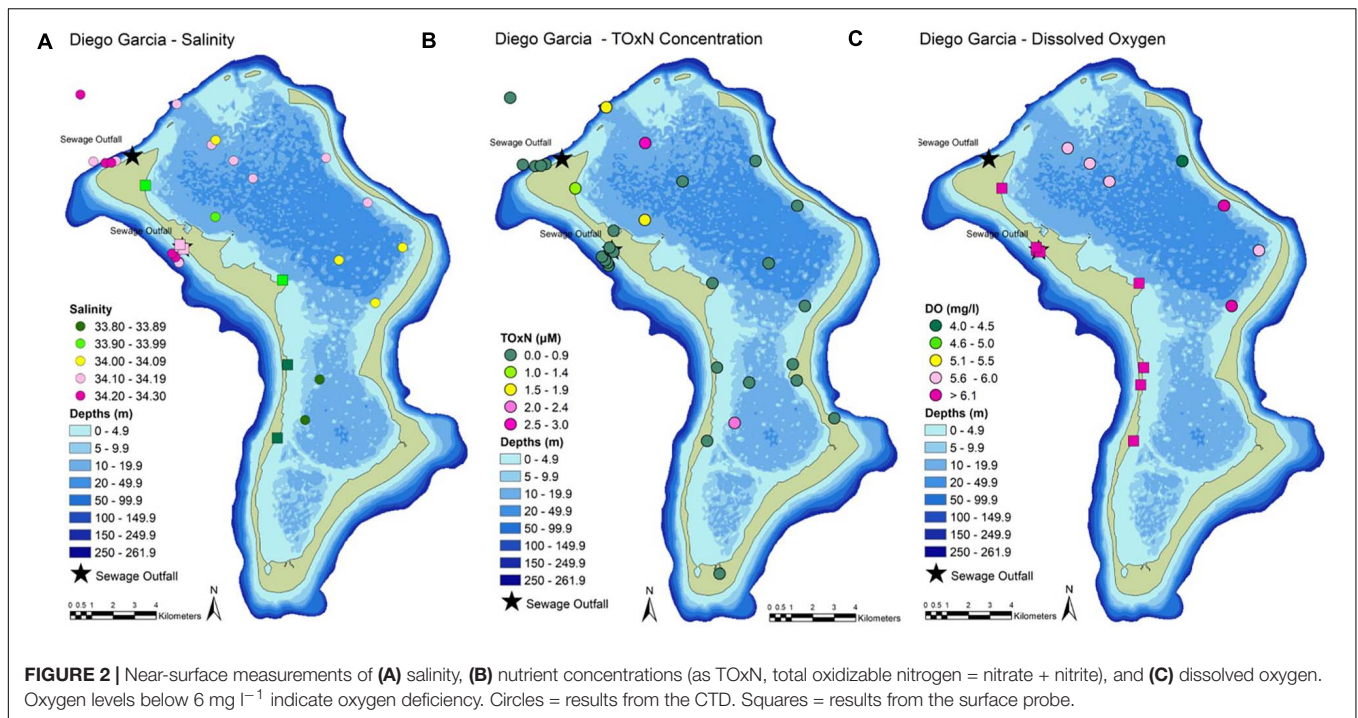 A
Diego Garcia - Salinity
Sewage Outfall
Sewage Outfall
Salinity
33.80 - 33.89
33.90 - 33.99
34.00 - 34.09
34.10 - 34.19
34.20 - 34.30
Depths (m)
0 - 4.9
5 - 9.9
10 - 19.9
20 - 49.9
50 - 99.9
100 - 149.9
150 - 249.9
250 - 261.9
Sewage Outfall
N
0 0.5 1 2 3 4
Kilometers
B
Diego Garcia - TOxN Concentration
Sewage Outfall
Sewage Outfall
TOxN (µM)
0.0 - 0.9
1.0 - 1.4
1.5 - 1.9
2.0 - 2.4
2.5 - 3.0
Depths (m)
0 - 4.9
5 - 9.9
10 - 19.9
20 - 49.9
50 - 99.9
100 - 149.9
150 - 249.9
250 - 261.9
Sewage Outfall
N
0 0.5 1 2 3 4
Kilometers
C
Diego Garcia - Dissolved Oxygen
Sewage Outfall
Sewage Outfall
DO (mg/l)
4.0 - 4.5
4.6 - 5.0
5.1 - 5.5
5.6 - 6.0
> 6.1
Depths (m)
0 - 4.9
5 - 9.9
10 - 19.9
20 - 49.9
50 - 99.9
100 - 149.9
150 - 249.9
250 - 261.9
Sewage Outfall
N
0 0.5 1 2 3 4
Kilometers
FIGURE 2 | Near-surface measurements of (A) salinity, (B) nutrient concentrations (as TOxN, total oxidizable nitrogen = nitrate + nitrite), and (C) dissolved oxygen.
Oxygen levels below 6 mg l−1 indicate oxygen deficiency. Circles = results from the CTD. Squares = results from the surface probe.